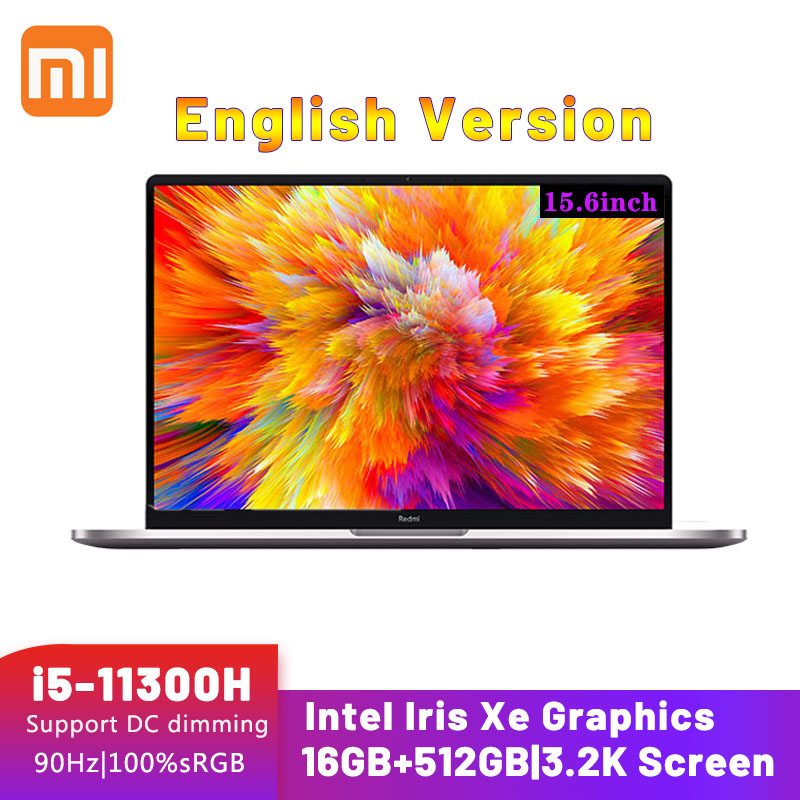 mi
English Version
15.6inch
Redmi
i5-11300H
Support DC dimming
90Hz|100%sRGB
Intel Iris Xe Graphics
16GB+512GB|3.2K Screen